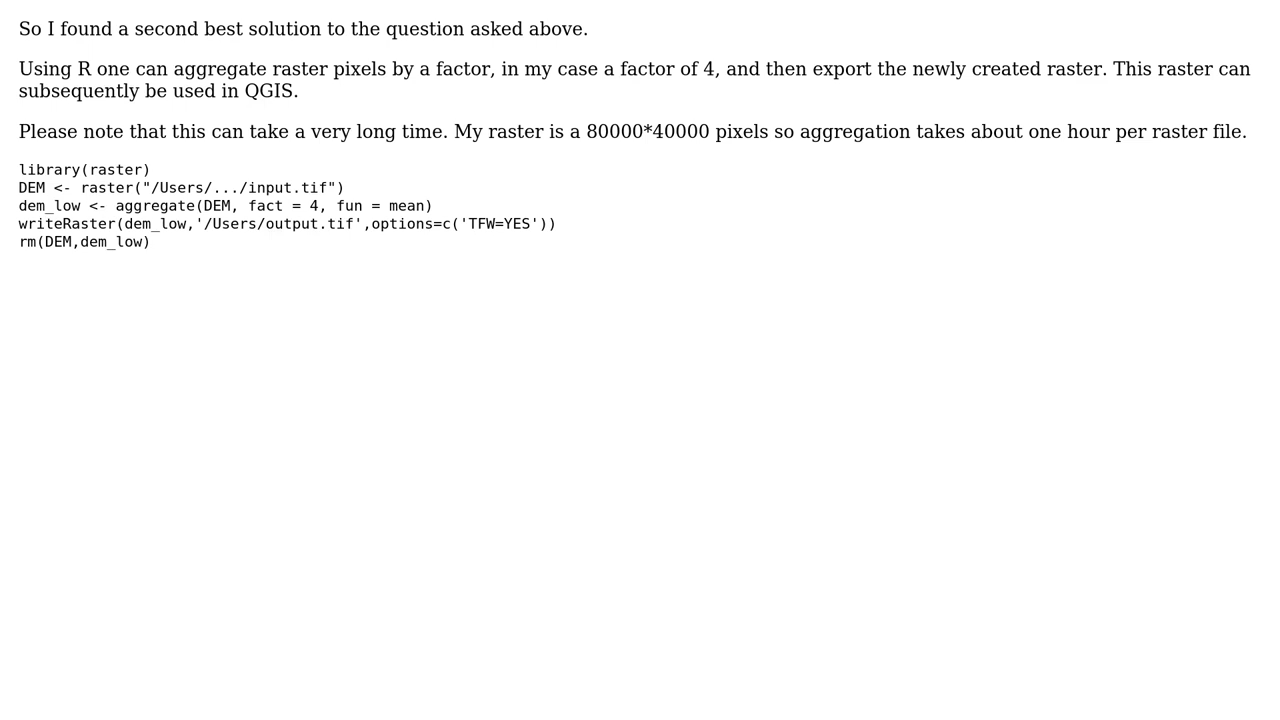 So I found a second best solution to the question asked above.
Using R one can aggregate raster pixels by a factor, in my case a factor of 4, and then export the newly created raster. This raster can
subsequently be used in QGIS.
Please note that this can take a very long time. My raster is a 80000*40000 pixels so aggregation takes about one hour per raster file.
library(raster)
DEM <- raster("/Users/.../input.tif")
dem_low <- aggregate(DEM, fact = 4, fun = mean)
writeRaster(dem_low,'/Users/output.tif',options=c('TFW=YES'))
rm(DEM,dem_low)